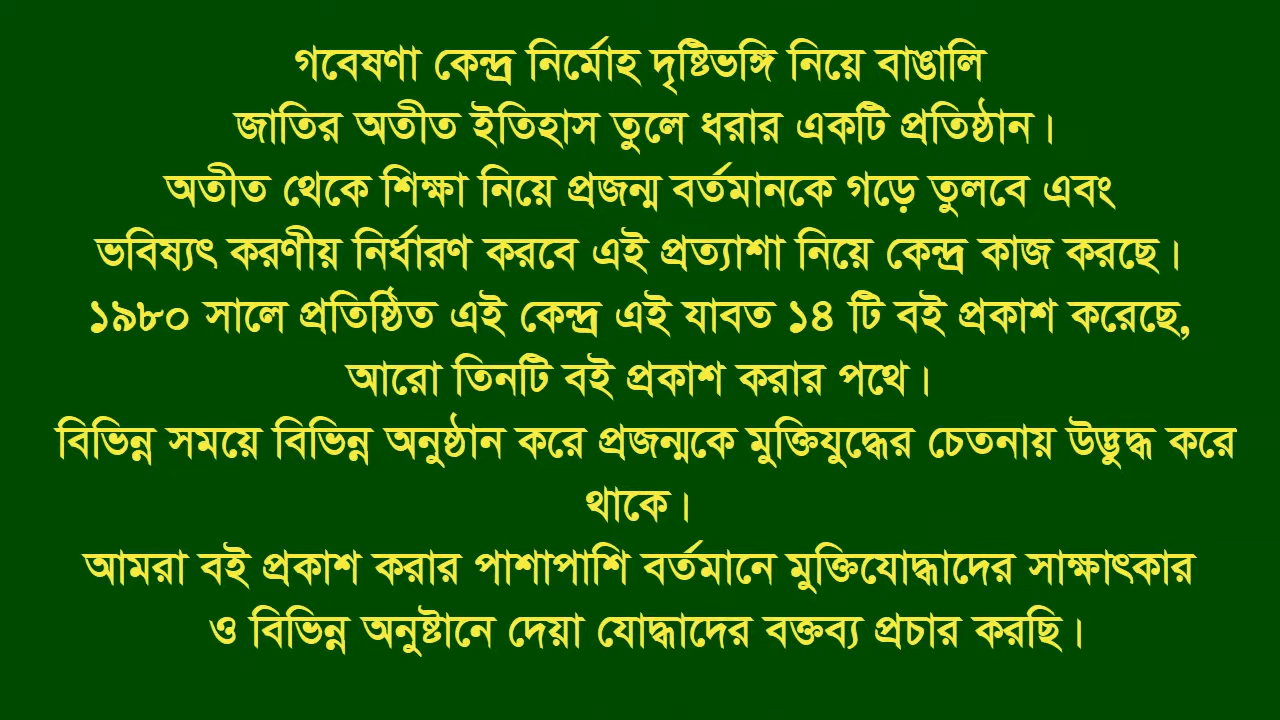 গবেষণা কেন্দ্র নির্মোহ দৃষ্টিভঙ্গি নিয়ে বাঙালি
জাতির অতীত ইতিহাস তুলে ধরার একটি প্রতিষ্ঠান।
অতীত থেকে শিক্ষা নিয়ে প্রজন্ম বর্তমানকে গড়ে তুলবে এবং
ভবিষ্যৎ করণীয় নির্ধারণ করবে এই প্রত্যাশা নিয়ে কেন্দ্র কাজ করছে।
১৯৮০ সালে প্রতিষ্ঠিত এই কেন্দ্র এই যাবত ১৪ টি বই প্রকাশ করেছে,
আরো তিনটি বই প্রকাশ করার পথে।
বিভিন্ন সময়ে বিভিন্ন অনুষ্ঠান করে প্রজন্মকে মুক্তিযুদ্ধের চেতনায় উদ্ভুদ্ধ করে
থাকে।
আমরা বই প্রকাশ করার পাশাপাশি বর্তমানে মুক্তিযোদ্ধাদের সাক্ষাৎকার
ও বিভিন্ন অনুষ্টানে দেয়া যোদ্ধাদের বক্তব্য প্রচার করছি।